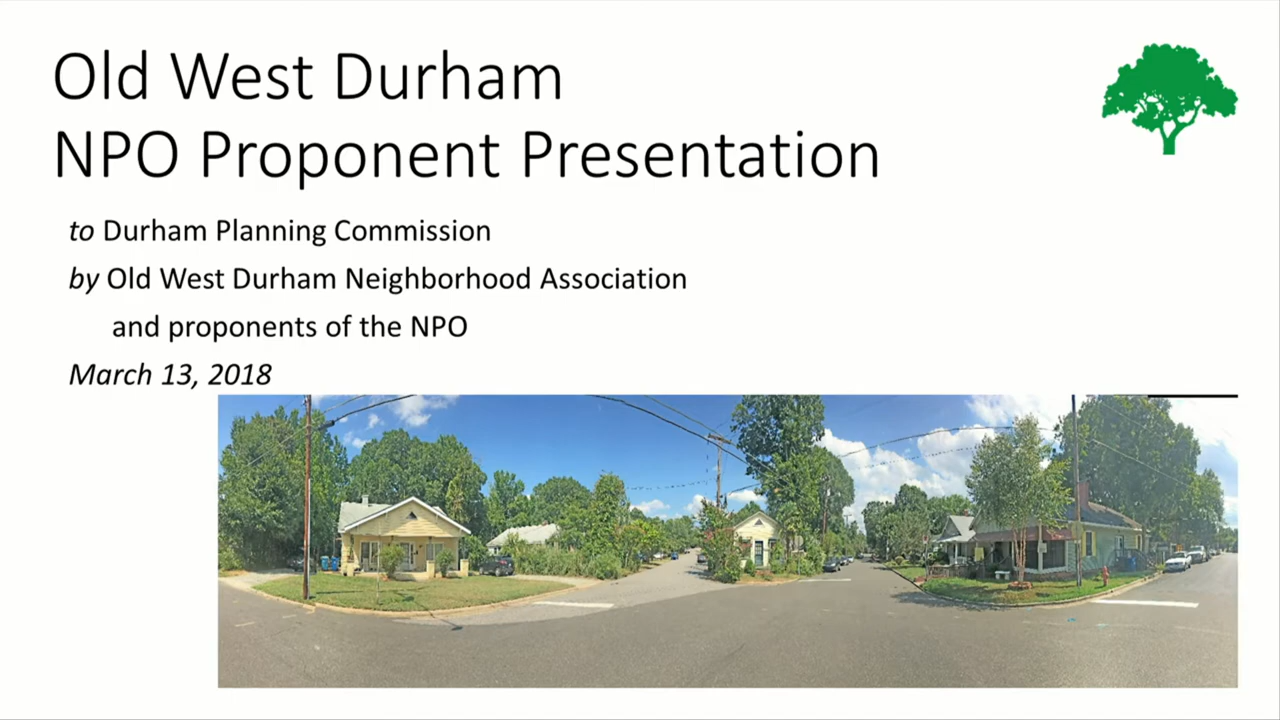 Old West Durham
NPO Proponent Presentation
to Durham Planning Commission
by Old West Durham Neighborhood Association
and proponents of the NPO
March 13, 2018